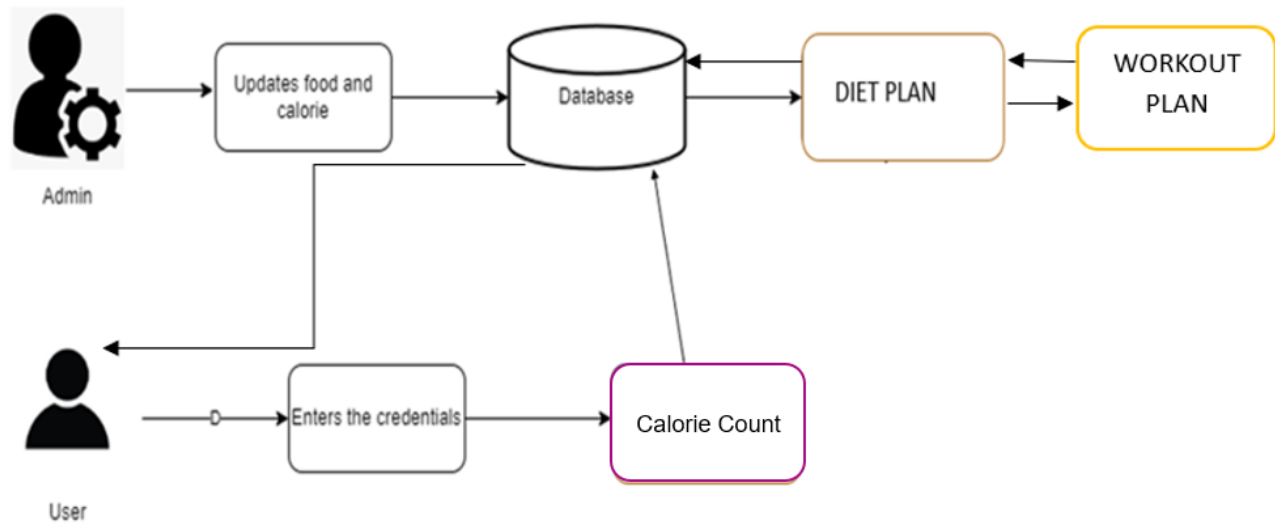 Updates food and
calorie
Database
DIET PLAN
WORKOUT
PLAN
Admin
D
Enters the credentials
Calorie Count
User